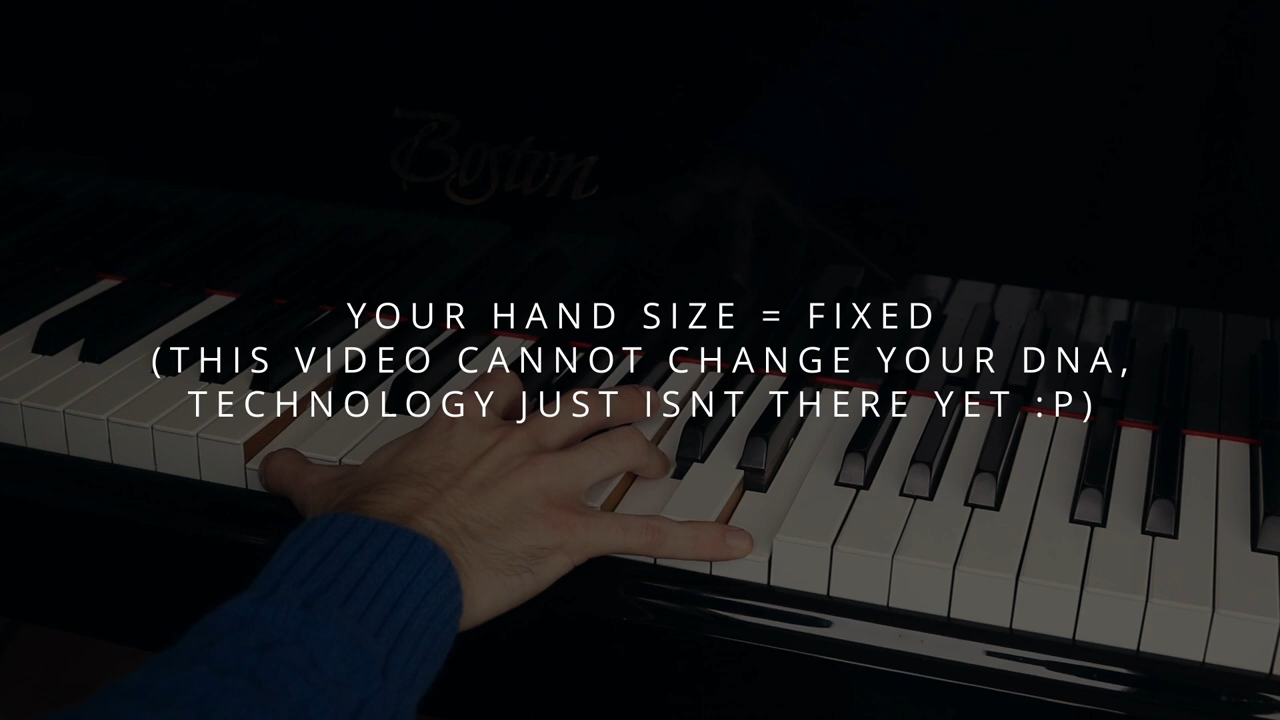 Boston
YOUR HAND SIZE = FIXED
(THIS VIDEO CANNOT CHANGE YOUR DNA,
TECHNOLOGY JUST ISNT THERE YET :P)